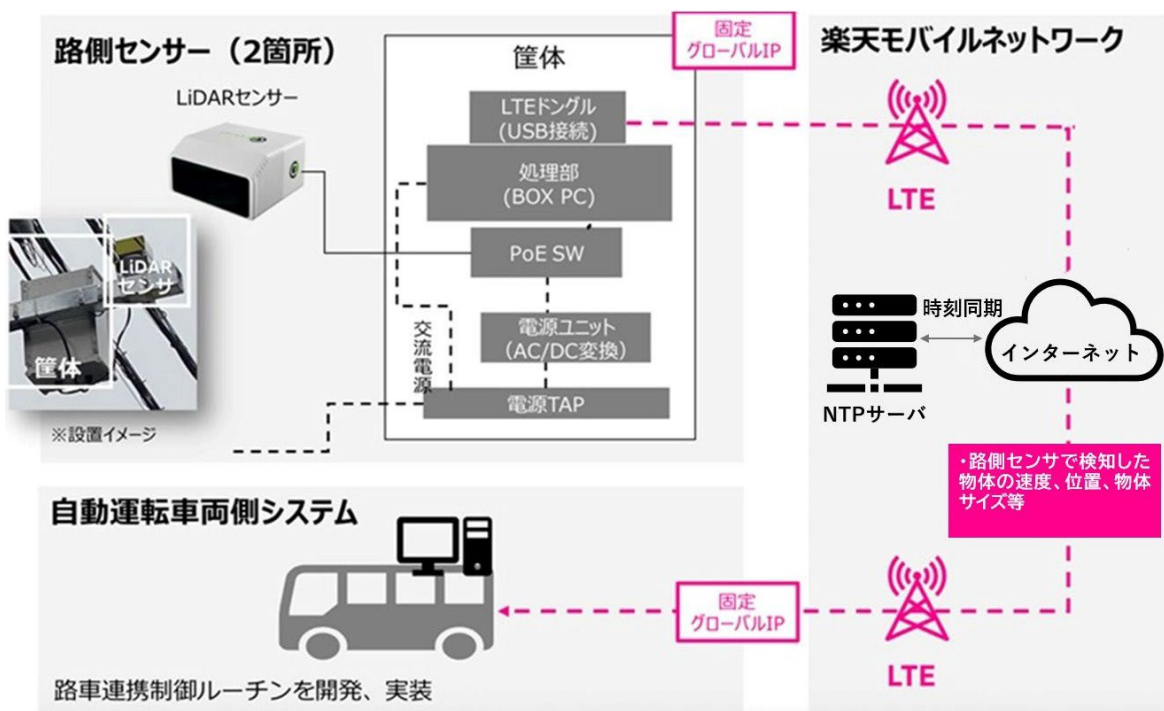 路側センサー（2箇所）
LiDARセンサー
LiDAR
センサ
筐体
※設置イメージ
筐体
固定
グローバルIP
LTEドングル
(USB接続)
処理部
(BOX PC)
PoE SW
電源ユニット
(AC/DC変換)
電源TAP
交流電源
楽天モバイルネットワーク
LTE
時刻同期
インターネット
NTPサーバ
・路側センサで検知した
物体の速度、位置、物体
サイズ等
LTE
固定
グローバルIP
自動運転車両側システム
路車連携制御ルーチンを開発、実装